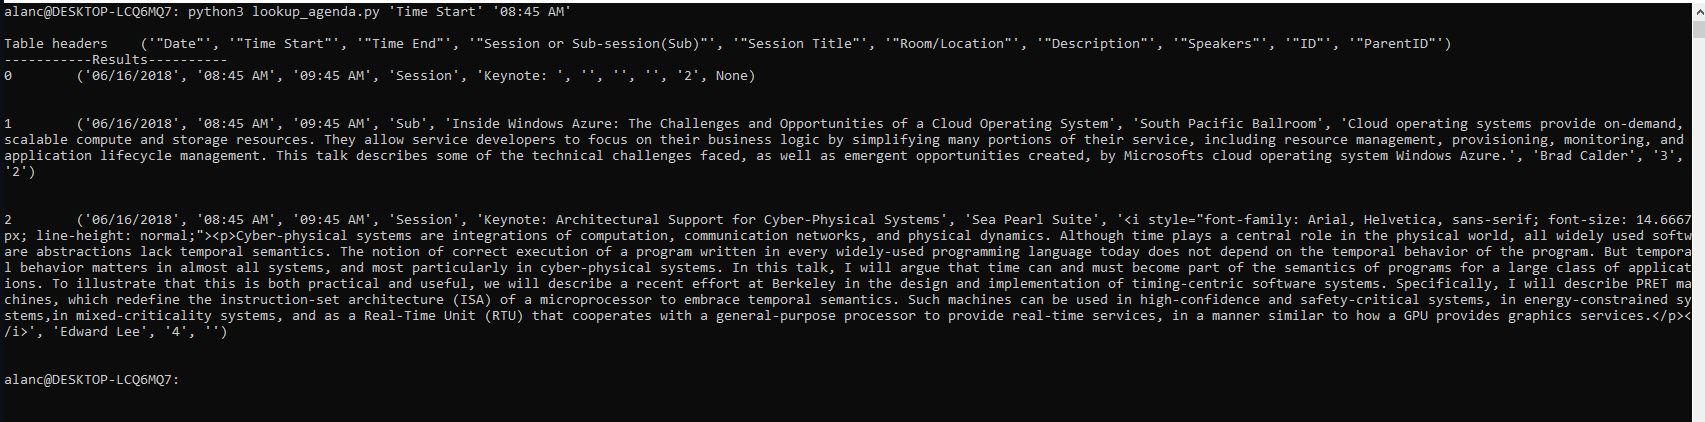 alanc@DESKTOP-LCQ6MQ7: python3 lookup_agenda.py 'Time Start' '08:45 AM'
Table headers    ('"Date"', '"Time Start"', '"Time End"', '"Session or Sub-session(Sub)"', '"Session Title"', '"Room/Location"', '"Description"', '"Speakers"', '"ID"', '"ParentID"')
-----------Results----------
0       ('06/16/2018', '08:45 AM', '09:45 AM', 'Session', 'Keynote: ', '', '', '', '2', None)
1       ('06/16/2018', '08:45 AM', '09:45 AM', 'Sub', 'Inside Windows Azure: The Challenges and Opportunities of a Cloud Operating System', 'South Pacific Ballroom', 'Cloud operating systems provide on-demand,
scalable compute and storage resources. They allow service developers to focus on their business logic by simplifying many portions of their service, including resource management, provisioning, monitoring, and
application lifecycle management. This talk describes some of the technical challenges faced, as well as emergent opportunities created, by Microsofts cloud operating system Windows Azure.', 'Brad Calder', '3',
'2')
2       ('06/16/2018', '08:45 AM', '09:45 AM', 'Session', 'Keynote: Architectural Support for Cyber-Physical Systems', 'Sea Pearl Suite', '<i style="font-family: Arial, Helvetica, sans-serif; font-size: 14.6667
px; line-height: normal;"><p>Cyber-physical systems are integrations of computation, communication networks, and physical dynamics. Although time plays a central role in the physical world, all widely used softw
are abstractions lack temporal semantics. The notion of correct execution of a program written in every widely-used programming language today does not depend on the temporal behavior of the program. But tempora
l behavior matters in almost all systems, and most particularly in cyber-physical systems. In this talk, I will argue that time can and must become part of the semantics of programs for a large class of applicat
ions. To illustrate that this is both practical and useful, we will describe a recent effort at Berkeley in the design and implementation of timing-centric software systems. Specifically, I will describe PRET ma
chines, which redefine the instruction-set architecture (ISA) of a microprocessor to embrace temporal semantics. Such machines can be used in high-confidence and safety-critical systems, in energy-constrained sy
stems,in mixed-criticality systems, and as a Real-Time Unit (RTU) that cooperates with a general-purpose processor to provide real-time services, in a manner similar to how a GPU provides graphics services.</p><
/i>', 'Edward Lee', '4', '')
alanc@DESKTOP-LCQ6MQ7: